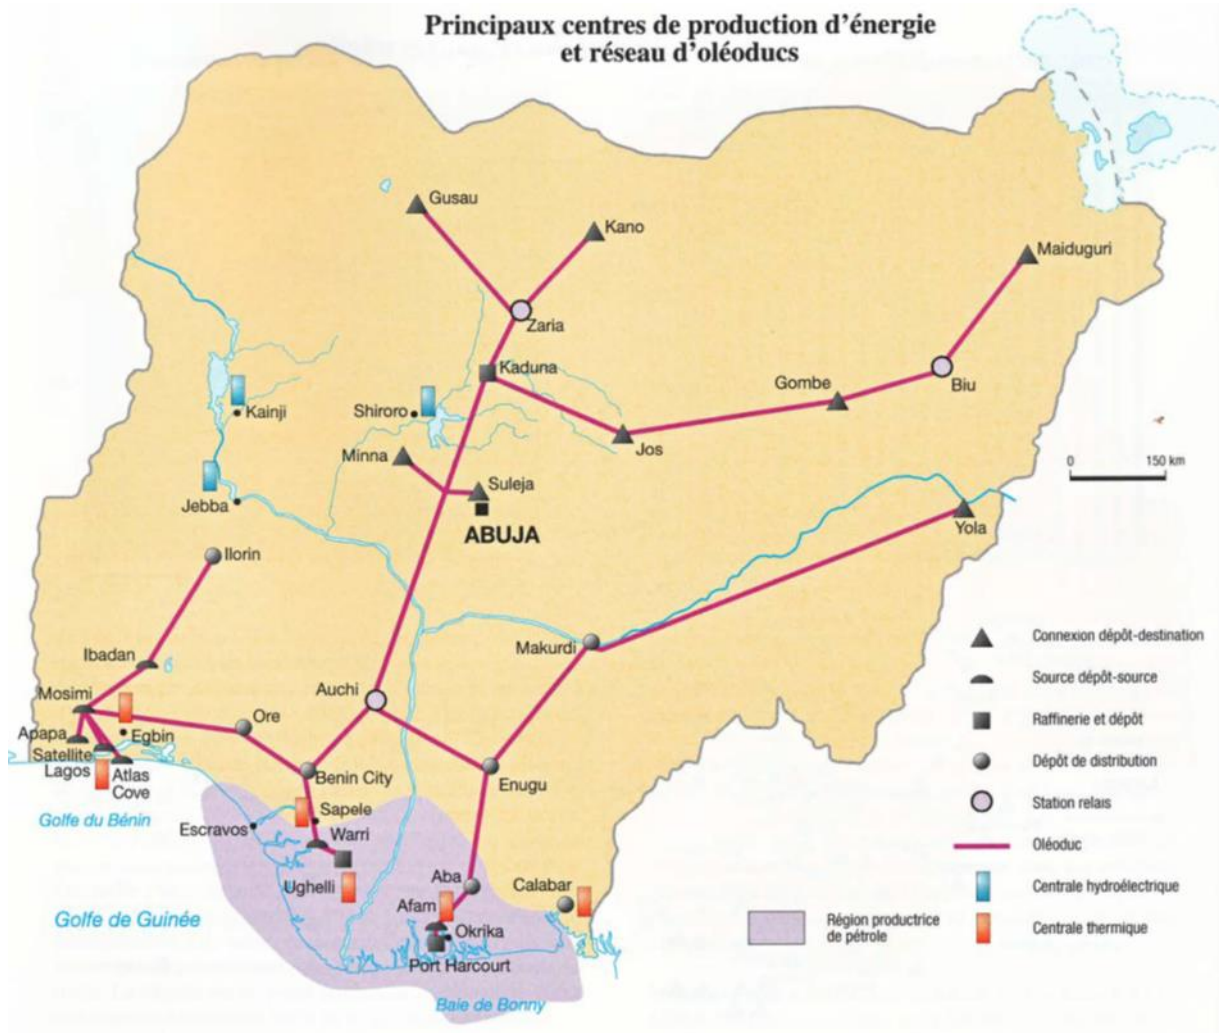 Principaux centres de production d'énergie
et réseau d'oléoducs
Gusau
Kano
Maiduguri
Zaria
Kaduna
Gombe
Biu
Kainji
Shiroro
Jos
Minna
0 150 km
Suleja
Jebba
ABUJA
Yola
Ilorin
Makurdi
Connexion dépôt-destination
Ibadan
Source dépôt-source
Mosimi
Auchi
Ore
Raffinerie et dépôt
Apapa
Egbin
Satellite
Lagos
Atlas
Cove
Benin City
Enugu
Dépôt de distribution
Station relais
Golfe du Bénin
Escravos
Sapele
Warri
Oléoduc
Ughelli
Aba
Calabar
Centrale hydroélectrique
Afam
Golfe de Guinée
Okrika
Région productrice
de pétrole
Centrale thermique
Port Harcourt
Baie de Bonny